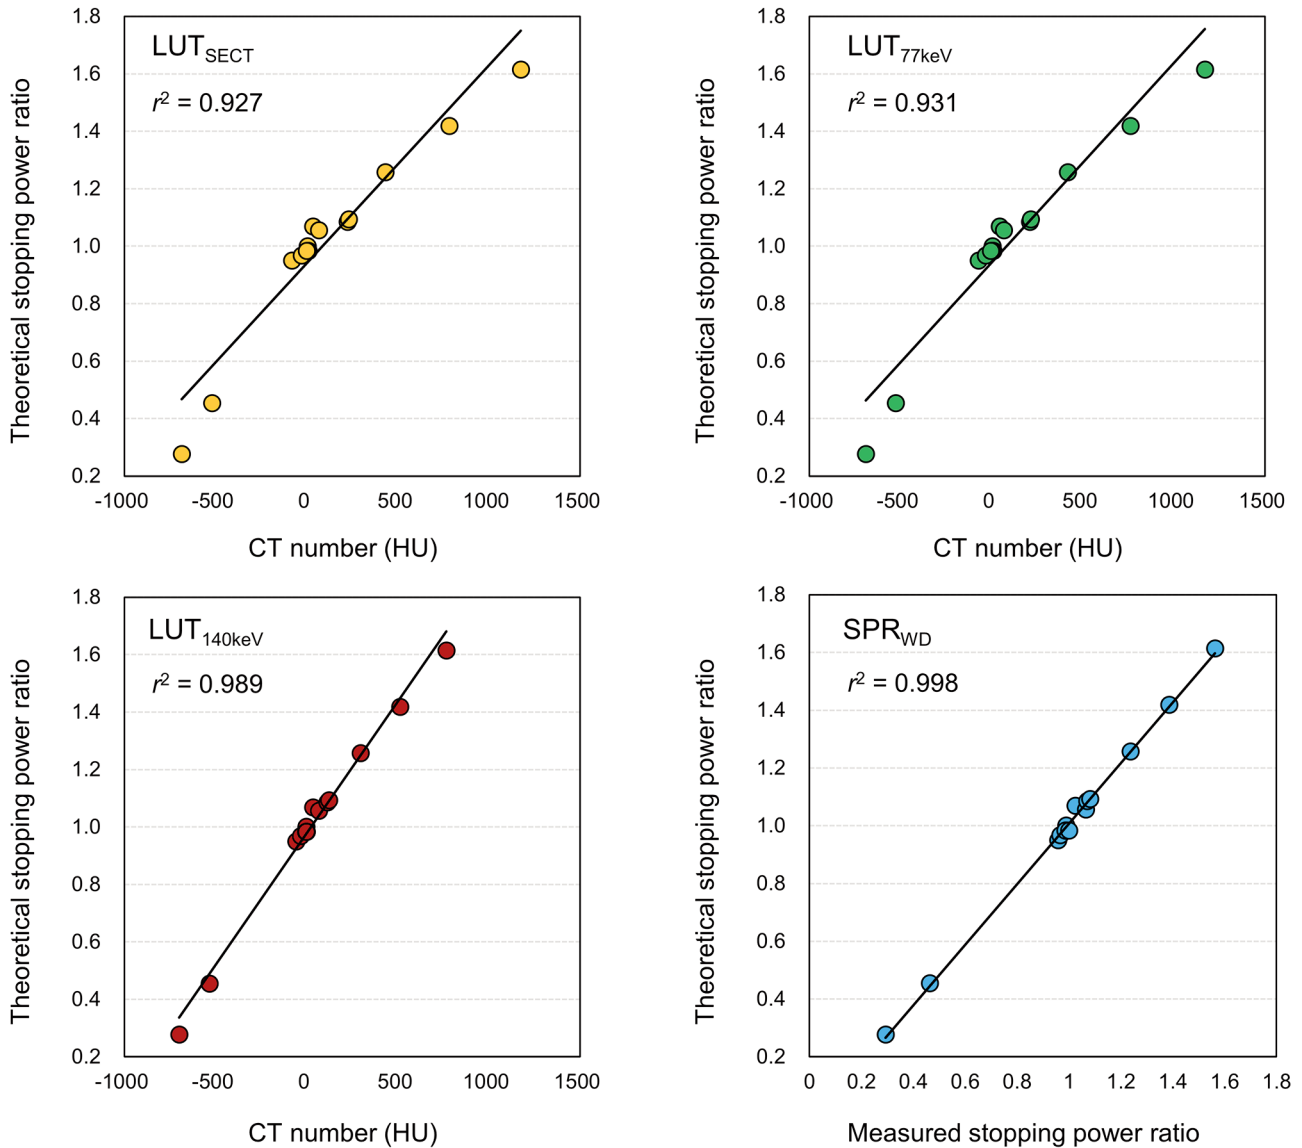 LUTSECT
r2 = 0.927
Theoretical stopping power ratio
1.8
1.6
1.4
1.2
1.0
0.8
0.6
0.4
0.2
-1000 -500 0 500 1000 1500
CT number (HU)
LUT77keV
r2 = 0.931
Theoretical stopping power ratio
1.8
1.6
1.4
1.2
1.0
0.8
0.6
0.4
0.2
-1000 -500 0 500 1000 1500
CT number (HU)
LUT140keV
r2 = 0.989
Theoretical stopping power ratio
1.8
1.6
1.4
1.2
1.0
0.8
0.6
0.4
0.2
-1000 -500 0 500 1000 1500
CT number (HU)
SPRWD
r2 = 0.998
Theoretical stopping power ratio
1.8
1.6
1.4
1.2
1.0
0.8
0.6
0.4
0.2
0 0.2 0.4 0.6 0.8 1 1.2 1.4 1.6 1.8
Measured stopping power ratio